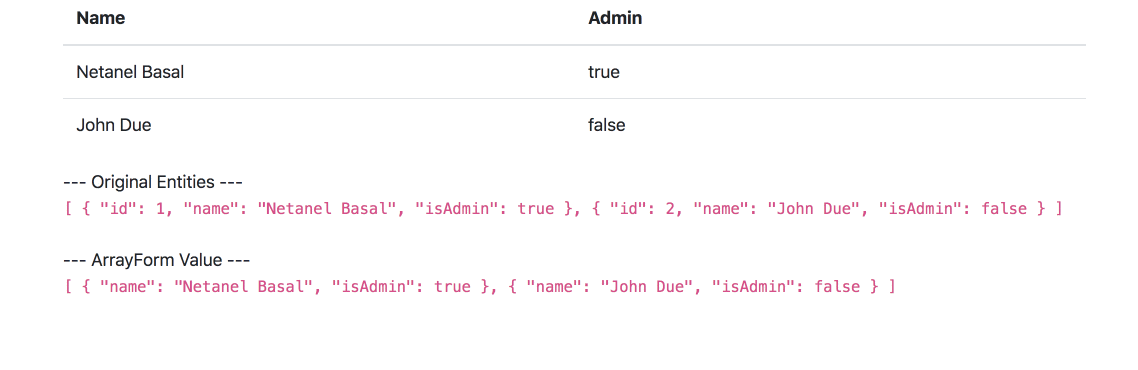 Name Admin
Netanel Basal true
John Due false
--- Original Entities ---
[ { "id": 1, "name": "Netanel Basal", "isAdmin": true }, { "id": 2, "name": "John Due", "isAdmin": false } ]
--- ArrayForm Value ---
[ { "name": "Netanel Basal", "isAdmin": true }, { "name": "John Due", "isAdmin": false } ]